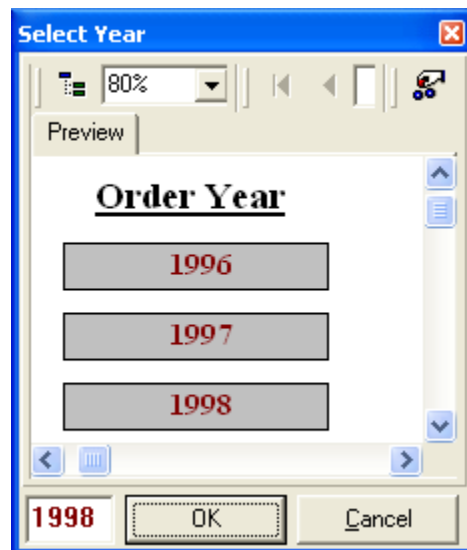 Select Year
80%
Preview
Order Year
1996
1997
1998
1998 OK Cancel